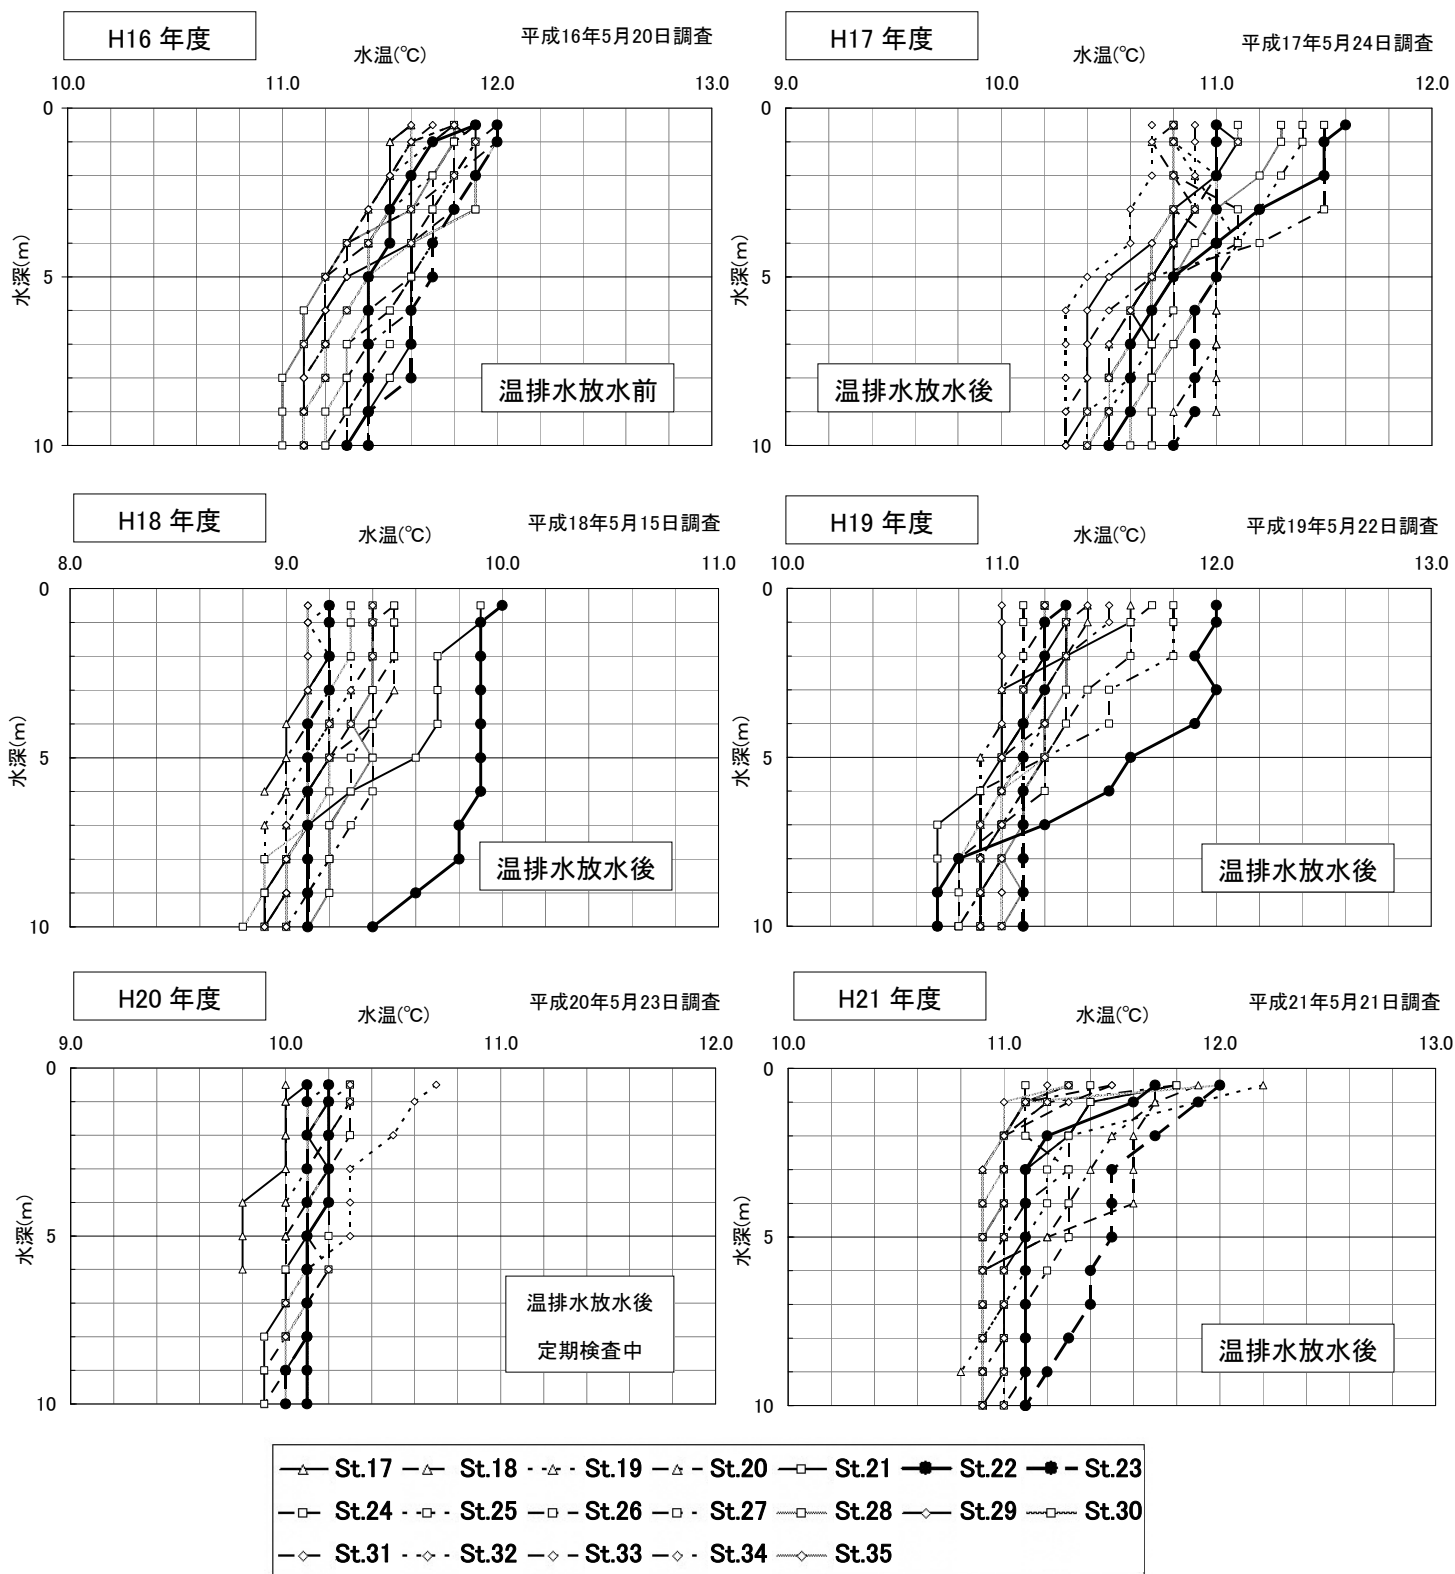 H16 年度
平成16年5月20日調査
水温(℃)
10.0 11.0 12.0 13.0
0
5
10
水深(m)
温排水放水前
H17 年度
平成17年5月24日調査
水温(℃)
9.0 10.0 11.0 12.0
0
5
10
水深(m)
温排水放水後
H18 年度
平成18年5月15日調査
水温(℃)
8.0 9.0 10.0 11.0
0
5
10
水深(m)
温排水放水後
H19 年度
平成19年5月22日調査
水温(℃)
10.0 11.0 12.0 13.0
0
5
10
水深(m)
温排水放水後
H20 年度
平成20年5月23日調査
水温(℃)
9.0 10.0 11.0 12.0
0
5
10
水深(m)
温排水放水後
定期検査中
H21 年度
平成21年5月21日調査
水温(℃)
10.0 11.0 12.0 13.0
0
5
10
水深(m)
温排水放水後
St.17 St.18 St.19 St.20 St.21 St.22 St.23
St.24 St.25 St.26 St.27 St.28 St.29 St.30
St.31 St.32 St.33 St.34 St.35